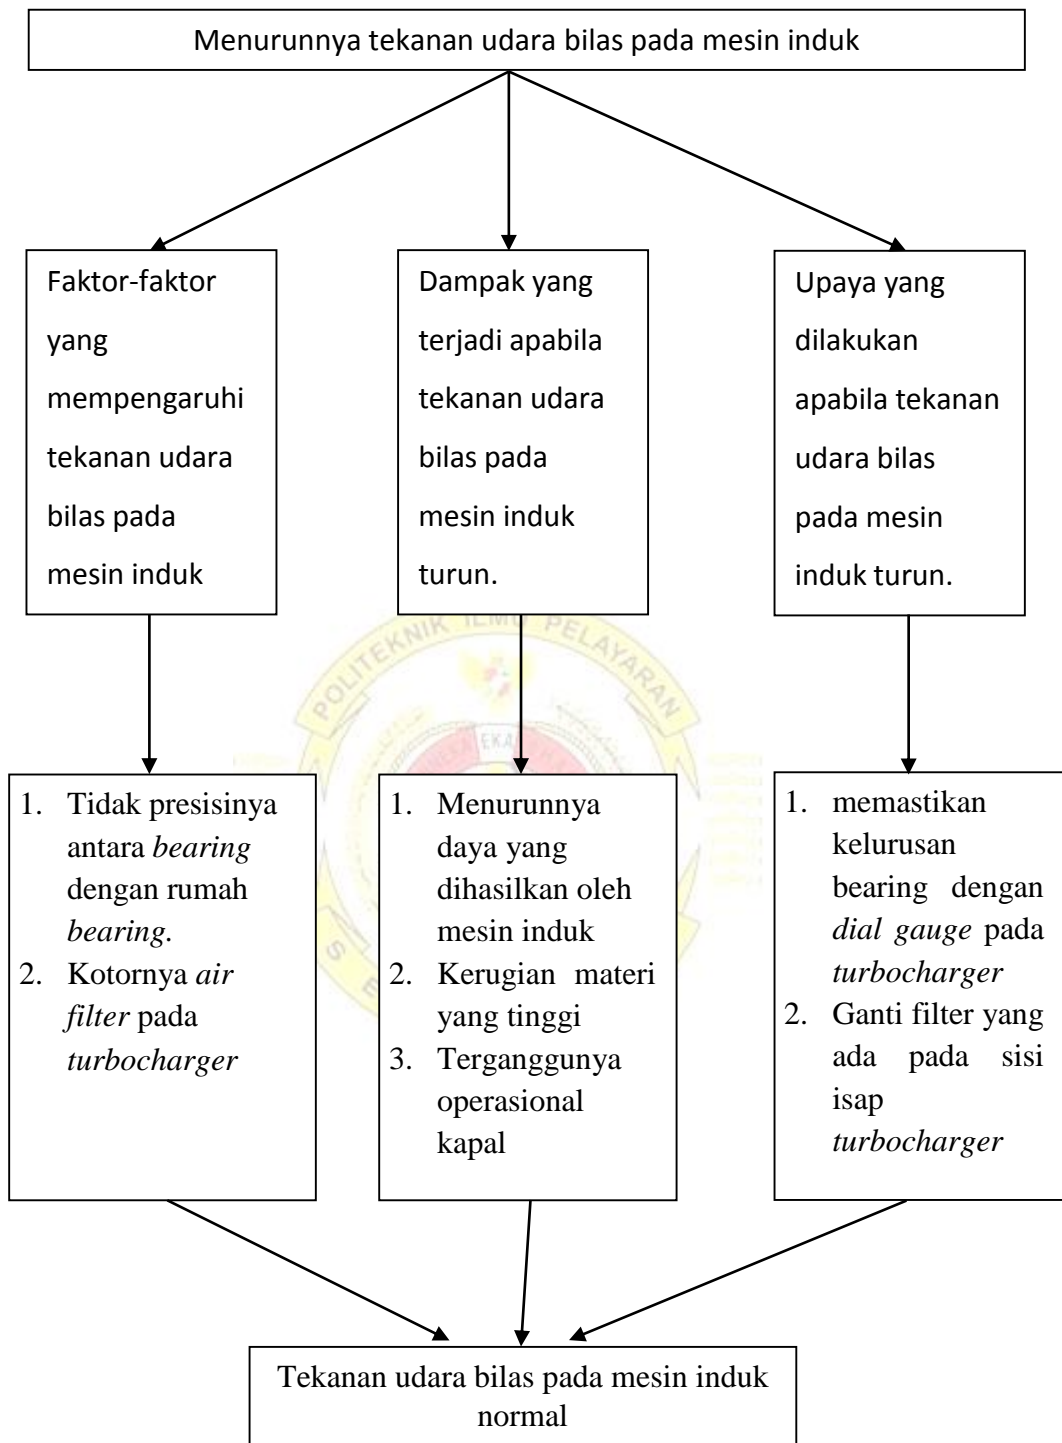 Menurunnya tekanan udara bilas pada mesin induk
Faktor-faktor
yang
mempengaruhi
tekanan udara
bilas pada
mesin induk
Dampak yang
terjadi apabila
tekanan udara
bilas pada
mesin induk
turun.
Upaya yang
dilakukan
apabila tekanan
udara bilas
pada mesin
induk turun.
POLITEKNIK ILMU PELAYARAN
1. Tidak presisinya
antara bearing
dengan rumah
bearing.
2. Kotornya air
filter pada
turbocharger
1. Menurunnya
daya yang
dihasilkan oleh
mesin induk
2. Kerugian materi
yang tinggi
3. Terganggunya
operasional
kapal
1. memastikan
kelurusan
bearing dengan
dial gauge pada
turbocharger
2. Ganti filter yang
ada pada sisi
isap
turbocharger
Tekanan udara bilas pada mesin induk
normal